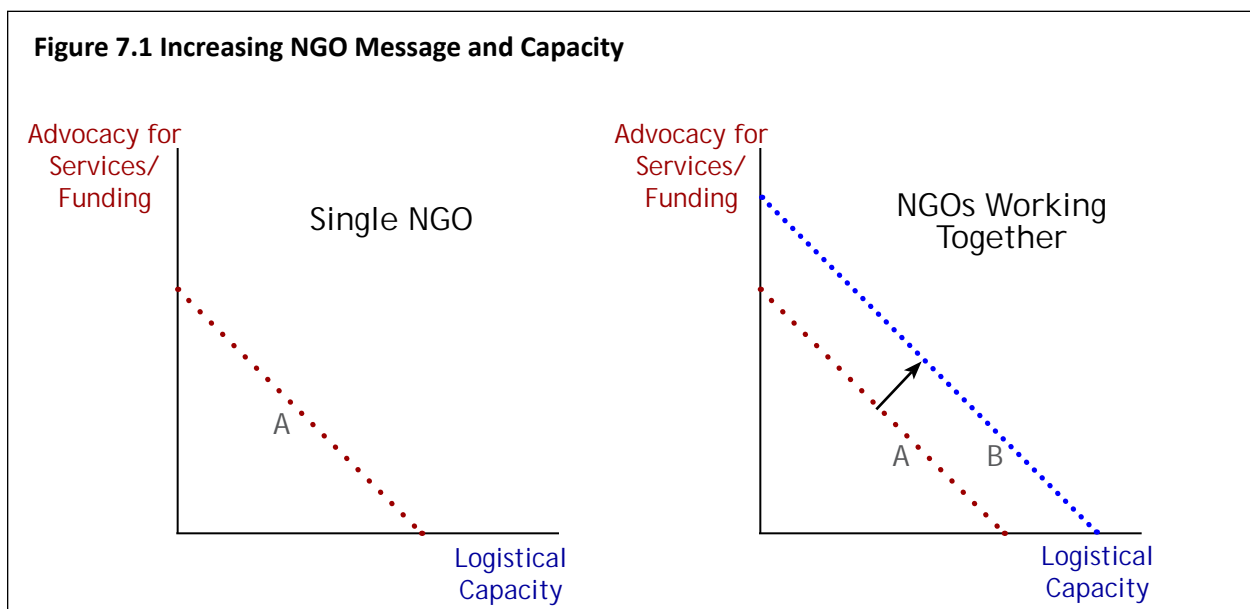 Figure 7.1 Increasing NGO Message and Capacity
Advocacy for
Services/
Funding
Single NGO
A
Logistical
Capacity
Advocacy for
Services/
Funding
NGOs Working
Together
A
B
Logistical
Capacity